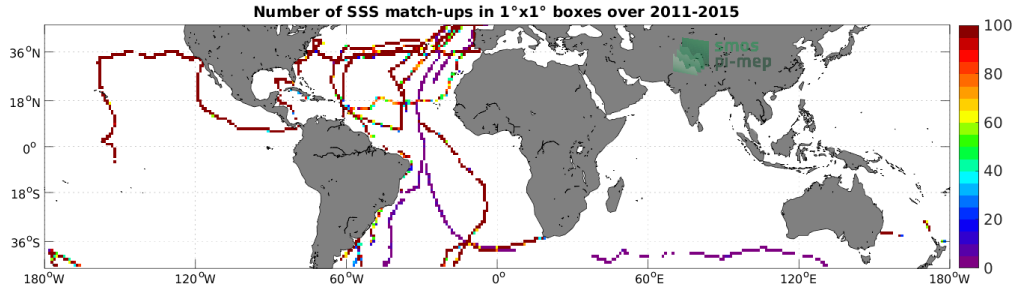 Number of SSS match-ups in 1°x1° boxes over 2011-2015
36°N
18°N
0°
18°S
36°S
180°W 120°W 60°W 0° 60°E 120°E 180°W
100
80
60
40
20
0
smos
pi-mep